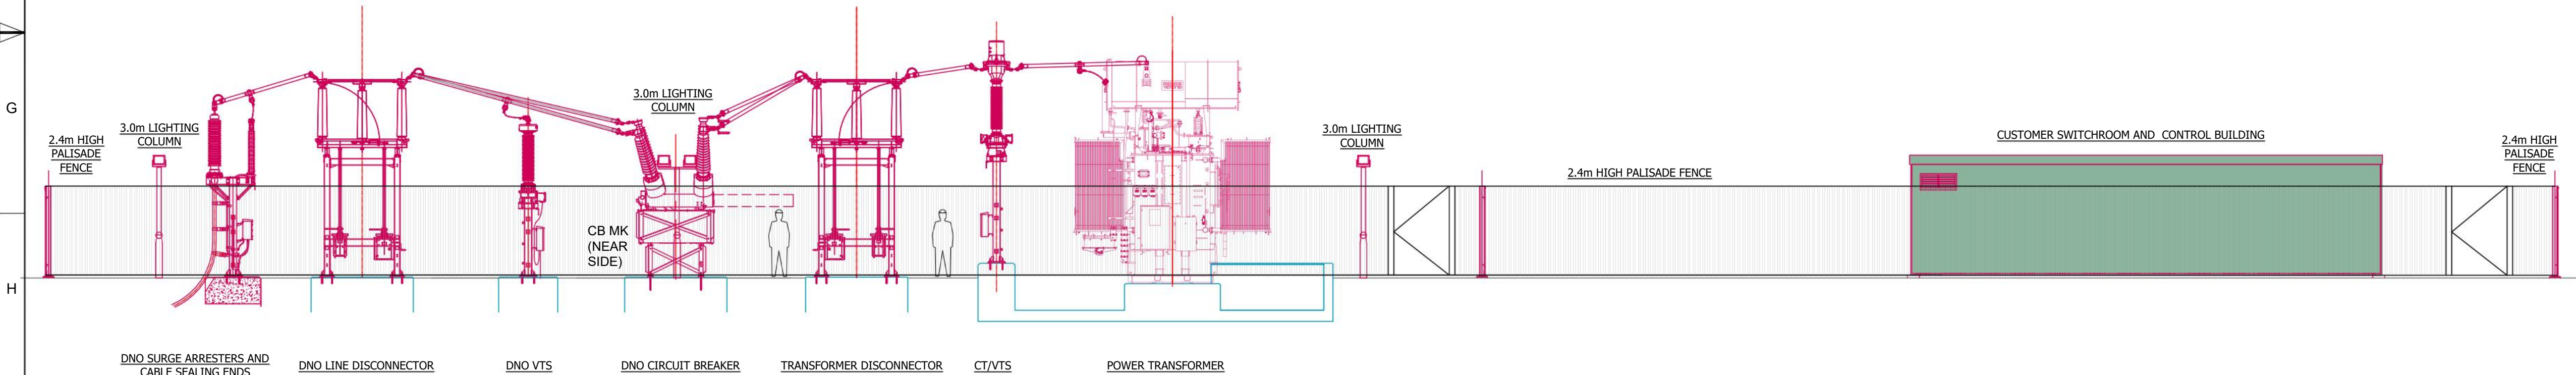 G
H
2.4m HIGH
PALISADE
FENCE
3.0m LIGHTING
COLUMN
3.0m LIGHTING
COLUMN
CB MK
(NEAR
SIDE)
3.0m LIGHTING
COLUMN
2.4m HIGH PALISADE FENCE
CUSTOMER SWITCHROOM AND CONTROL BUILDING
2.4m HIGH
PALISADE
FENCE
DNO SURGE ARRESTERS AND
CABLE SEALING ENDS
DNO LINE DISCONNECTOR
DNO VTS
DNO CIRCUIT BREAKER
TRANSFORMER DISCONNECTOR
CT/VTS
POWER TRANSFORMER